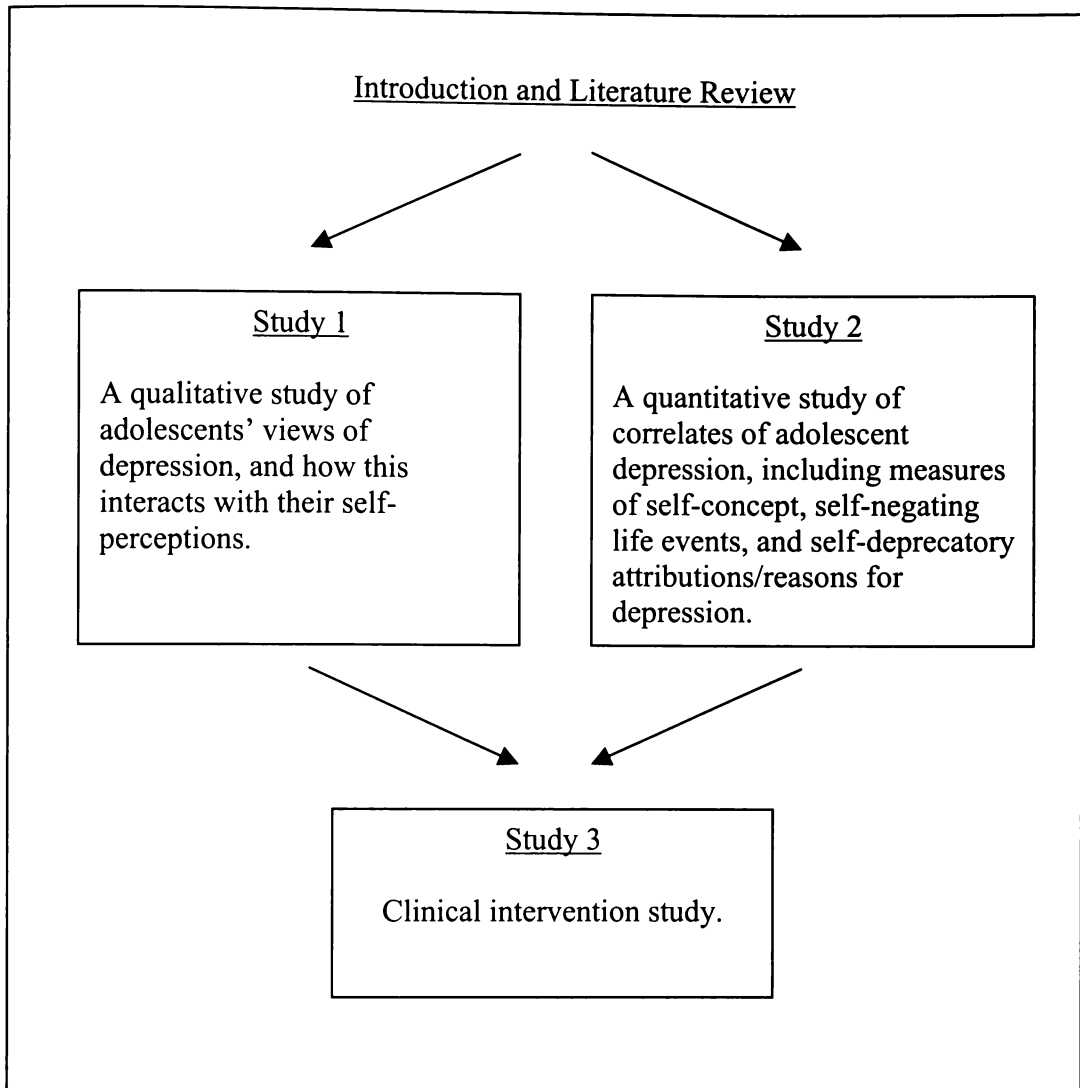 Introduction and Literature Review
Study 1
A qualitative study of
adolescents’ views of
depression, and how this
interacts with their self-
perceptions.
Study 2
A quantitative study of
correlates of adolescent
depression, including measures
of self-concept, self-negating
life events, and self-deprecatory
attributions/reasons for
depression.
Study 3
Clinical intervention study.